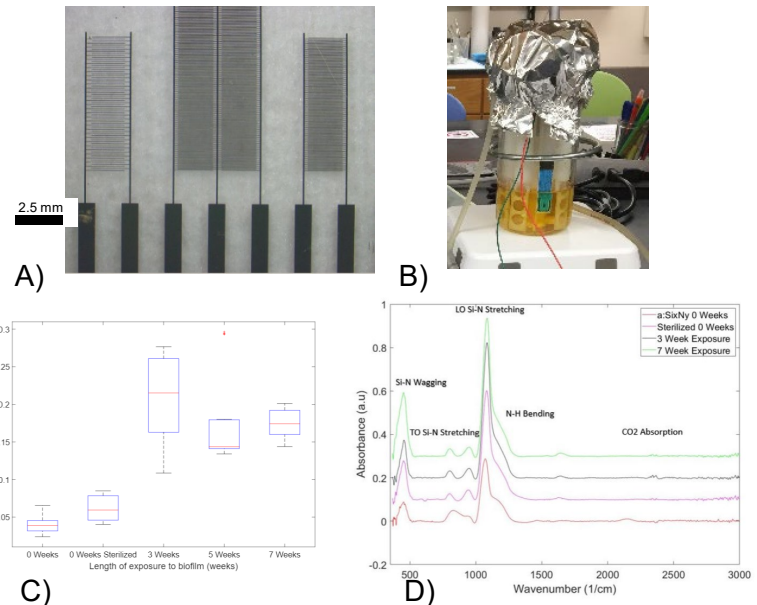 2.5 mm
A)
B)
0.3
0.25
0.2
0.15
0.1
05
0 Weeks
0 Weeks Sterilized
3 Weeks
5 Weeks
7 Weeks
Length of exposure to biofilm (weeks)
C)
1
0.8
0.6
0.4
0.2
0
-0.2
Absorbance (a.u)
LO Si-N Stretching
Si-N Wagging
TO Si-N Stretching
N-H Bending
CO2 Absorption
a:SixNy 0 Weeks
Sterilized 0 Weeks
3 Week Exposure
7 Week Exposure
500
1000
1500
2000
2500
3000
Wavenumber (1/cm)
D)